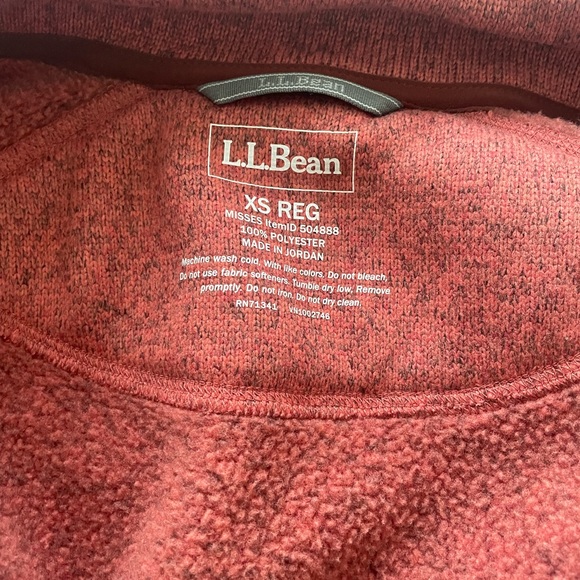 L.L.Bean
L.L.Bean
XS REG
MISSES ItemID 504888
100% POLYESTER
MADE IN JORDAN
Machine wash cold. With like colors. Do not bleach.
Do not use fabric softeners. Tumble dry low. Remove
promptly. Do not iron. Do not dry clean.
RN71341 VN1002746